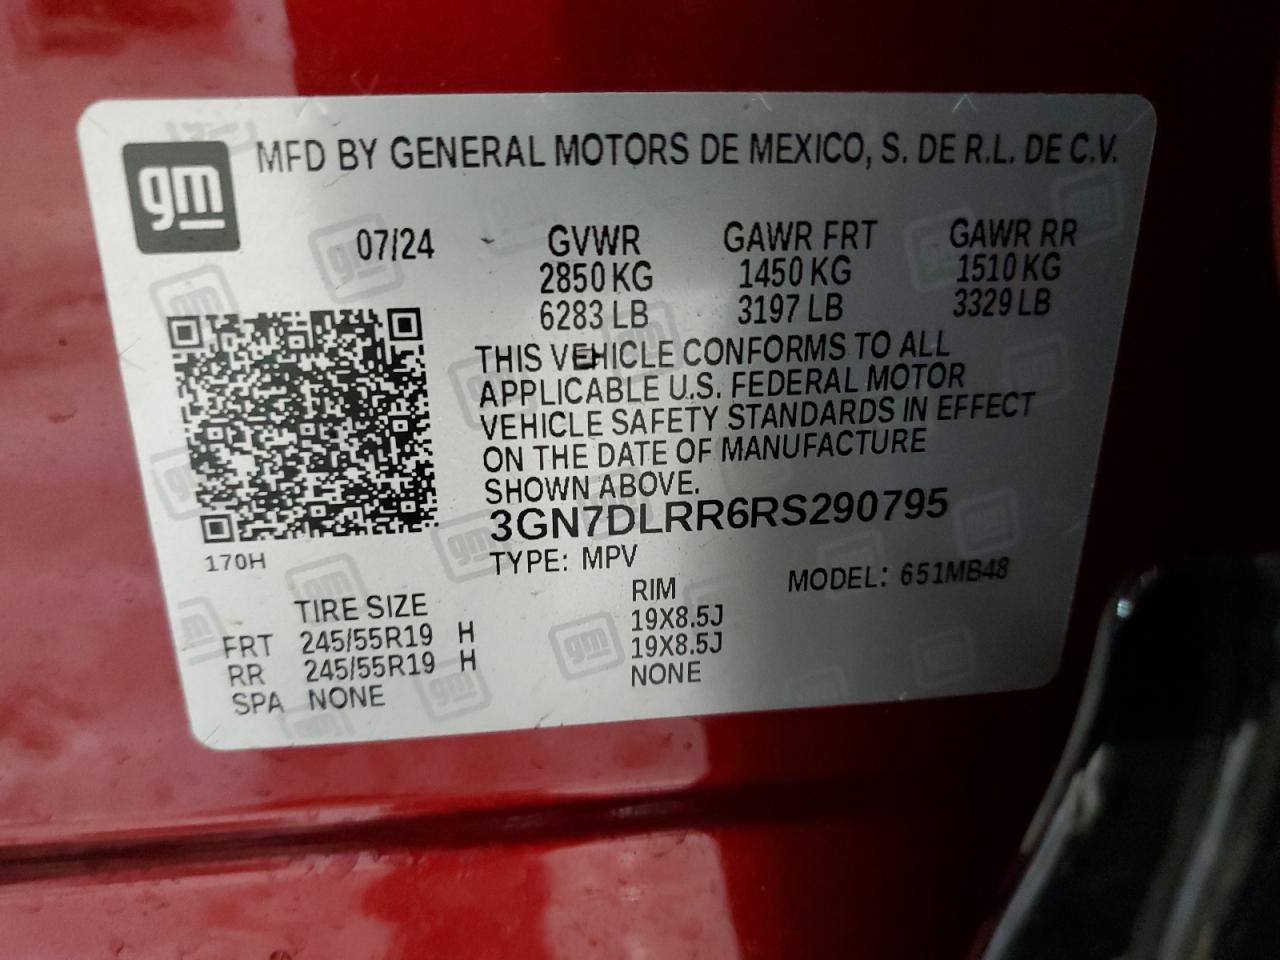 gm
MFD BY GENERAL MOTORS DE MEXICO, S. DE R.L. DE C.V.
07/24 GVWR GAWR FRT GAWR RR
2850 KG 1450 KG 1510 KG
6283 LB 3197 LB 3329 LB
THIS VEHICLE CONFORMS TO ALL
APPLICABLE U.S. FEDERAL MOTOR
VEHICLE SAFETY STANDARDS IN EFFECT
ON THE DATE OF MANUFACTURE
SHOWN ABOVE.
3GN7DLRR6RS290795
170H
TYPE: MPV MODEL: 651MB48
TIRE SIZE RIM
FRT 245/55R19 H 19X8.5J
RR 245/55R19 H 19X8.5J
SPA NONE NONE